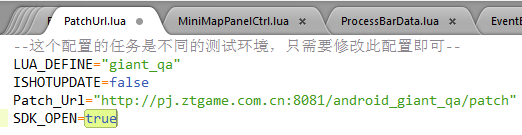 PatchUrl.lua MiniMapPanelCtrl.lua ProcessBarData.lua EventB
--这个配置的任务是不同的测试环境，只需要修改此配置即可--
LUA_DEFINE="giant_qa"
ISHOTUPDATE=false
Patch_Url="http://pj.ztgame.com.cn:8081/android_giant_qa/patch"
SDK_OPEN=true